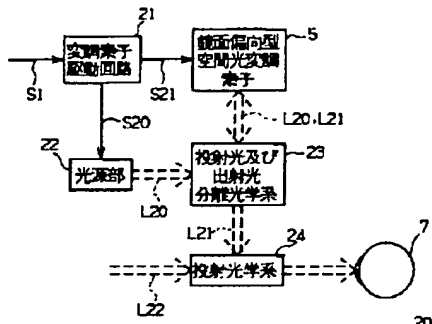 21
変調素子
駆動回路
S1
S21
5
鏡面偏向型
空間光変調
素子
S20
L20,L21
22
光源部
L20
投射光及び
出射光
分離光学系
23
L21
24
7
投射光学系
L22
20